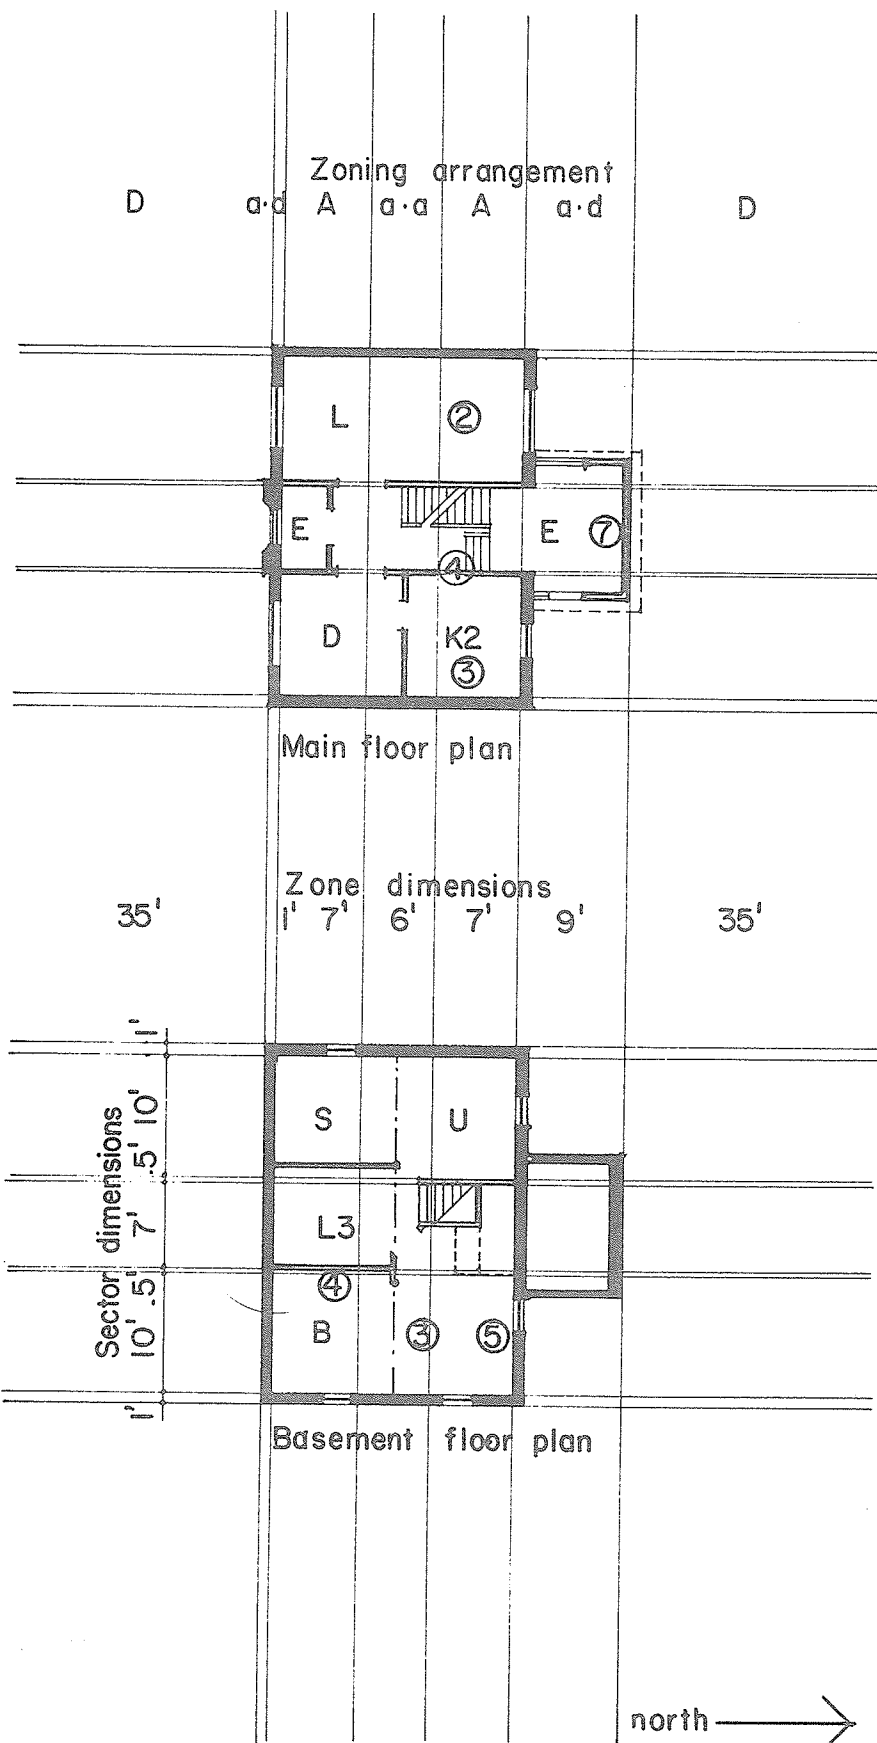 Zoning arrangement
D a·d A a·a A a·d D
L ②
E E ⑦
④
D K2
③
Main floor plan
Zone dimensions
35' 1' 7' 6' 7' 9' 35'
Sector dimensions
1' 10' .5' 7' .5' 10' 1'
S U
L3
④
B ③ ⑤
Basement floor plan
north